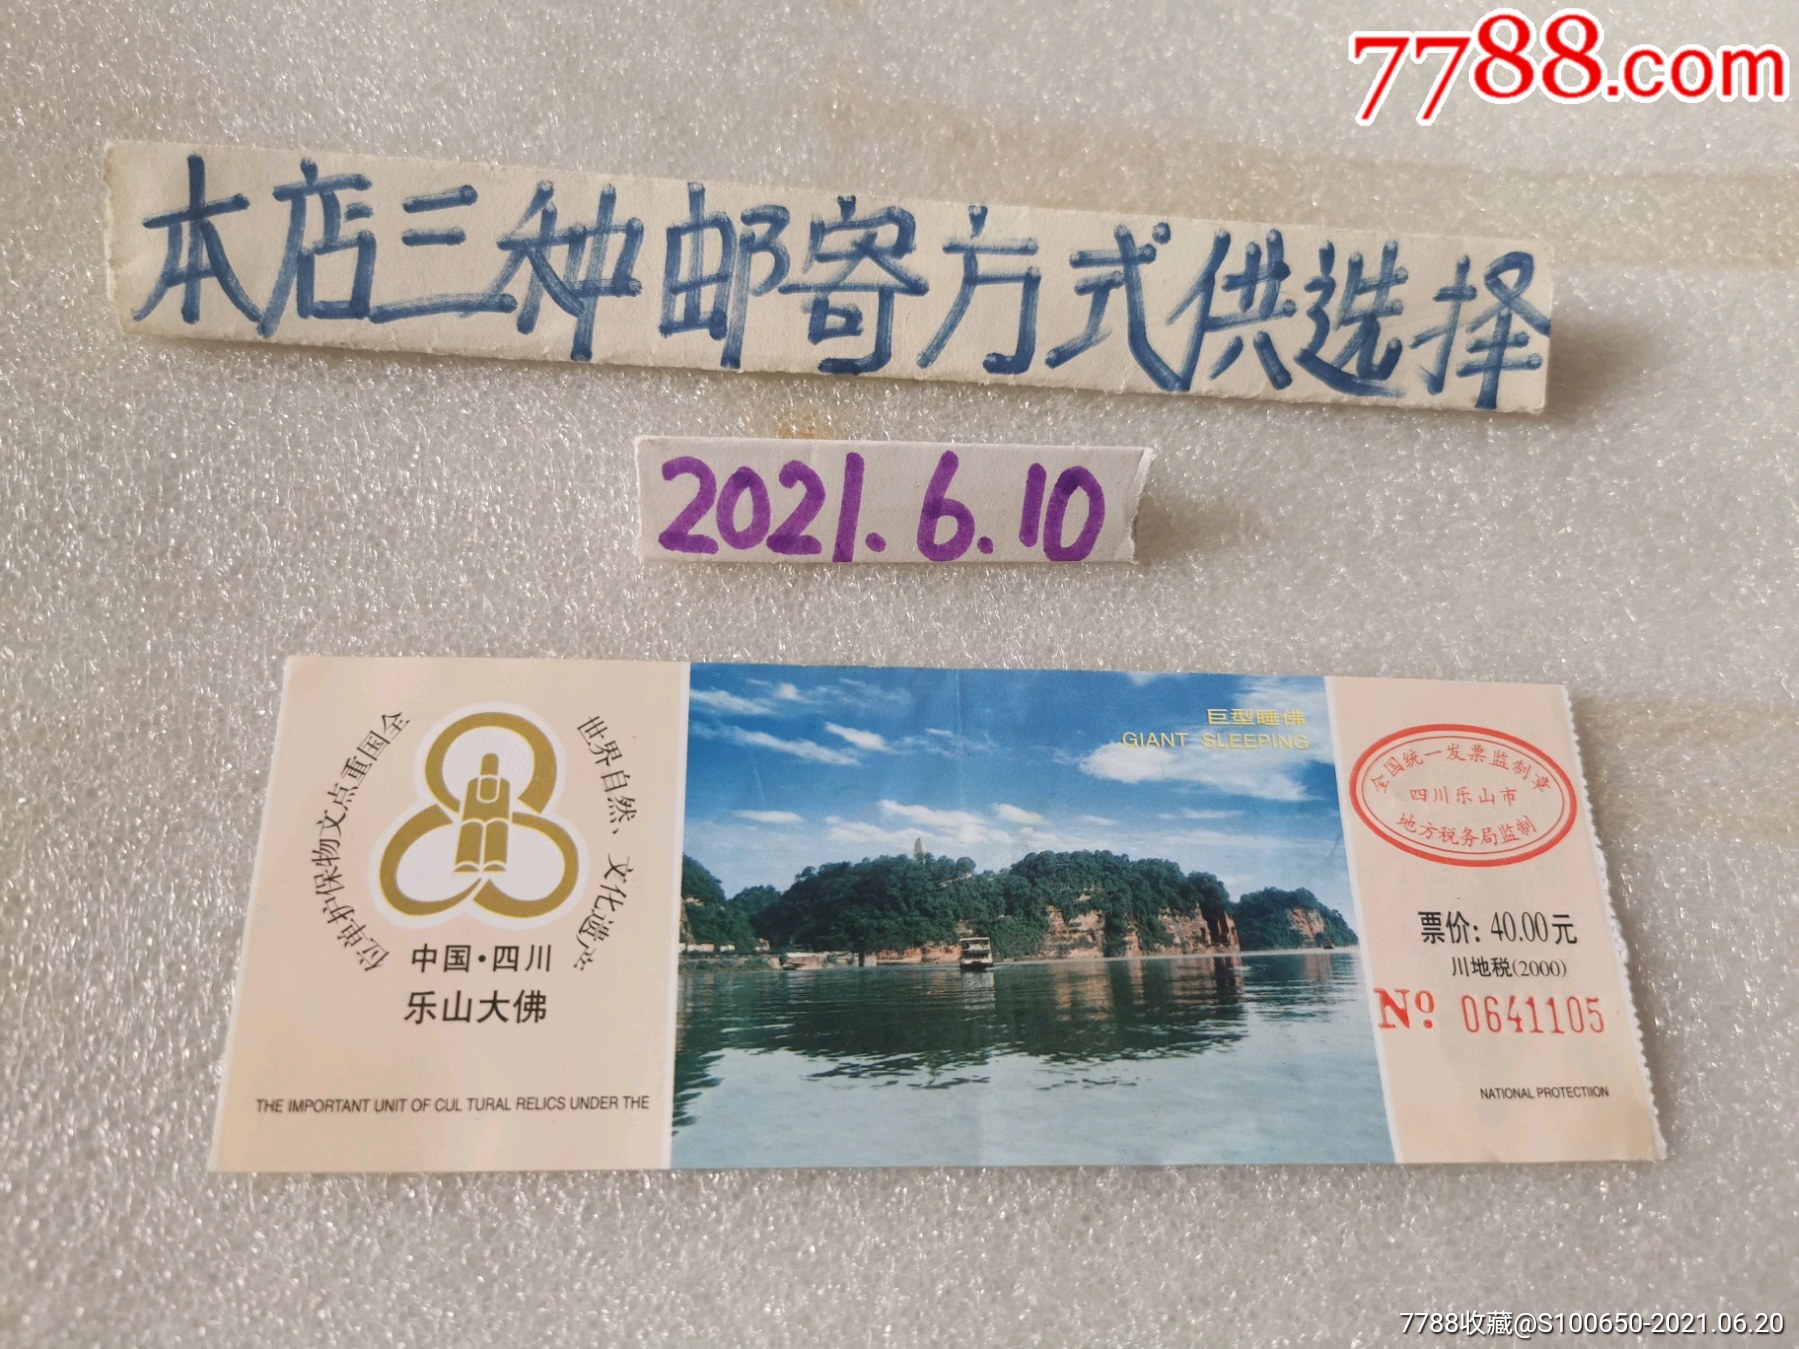 7788.com
本店三种邮寄方式供选择
2021.6.10
全国重点文物保护单位
世界自然、文化遗产
中国·四川
乐山大佛
THE IMPORTANT UNIT OF CUL TURAL RELICS UNDER THE
巨型睡佛
GIANT SLEEPING
全国统一发票监制章
四川乐山市
地方税务局监制
票价: 40.00元
川地税(2000)
Nº 0641105
NATIONAL PROTECTIION
7788收藏@S100650-2021.06.20